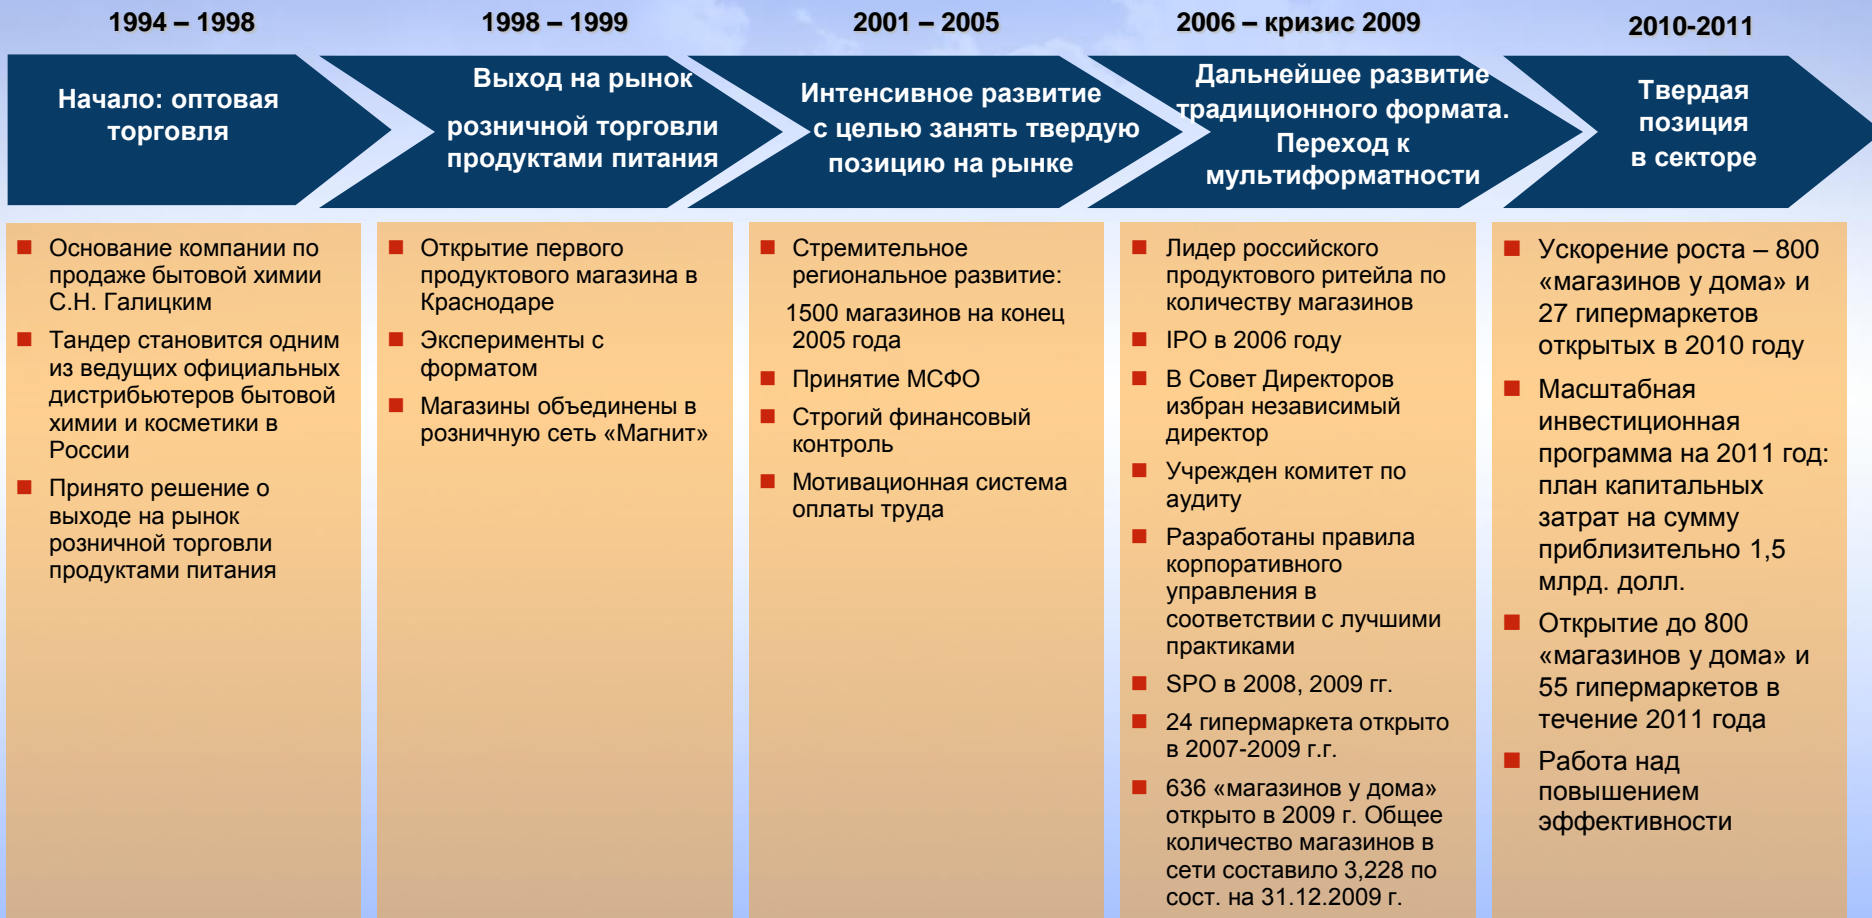 1994 – 1998
1998 – 1999
2001 – 2005
2006 – кризис 2009
2010-2011
Начало: оптовая
торговля
Выход на рынок
розничной торговли
продуктами питания
Интенсивное развитие
с целью занять твердую
позицию на рынке
Дальнейшее развитие
традиционного формата.
Переход к
мультиформатности
Твердая
позиция
в секторе
Основание компании по
продаже бытовой химии
С.Н. Галицким
Тандер становится одним
из ведущих официальных
дистрибьютеров бытовой
химии и косметики в
России
Принято решение о
выходе на рынок
розничной торговли
продуктами питания
Открытие первого
продуктового магазина в
Краснодаре
Эксперименты с
форматом
Магазины объединены в
розничную сеть «Магнит»
Стремительное
региональное развитие:
1500 магазинов на конец
2005 года
Принятие МСФО
Строгий финансовый
контроль
Мотивационная система
оплаты труда
Лидер российского
продуктового ритейла по
количеству магазинов
IPO в 2006 году
В Совет Директоров
избран независимый
директор
Учрежден комитет по
аудиту
Разработаны правила
корпоративного
управления в
соответствии с лучшими
практиками
SPO в 2008, 2009 гг.
24 гипермаркета открыто
в 2007-2009 г.г.
636 «магазинов у дома»
открыто в 2009 г. Общее
количество магазинов в
сети составило 3,228 по
сост. на 31.12.2009 г.
Ускорение роста – 800
«магазинов у дома» и
27 гипермаркетов
открытых в 2010 году
Масштабная
инвестиционная
программа на 2011 год:
план капитальных
затрат на сумму
приблизительно 1,5
млрд. долл.
Открытие до 800
«магазинов у дома» и
55 гипермаркетов в
течение 2011 года
Работа над
повышением
эффективности